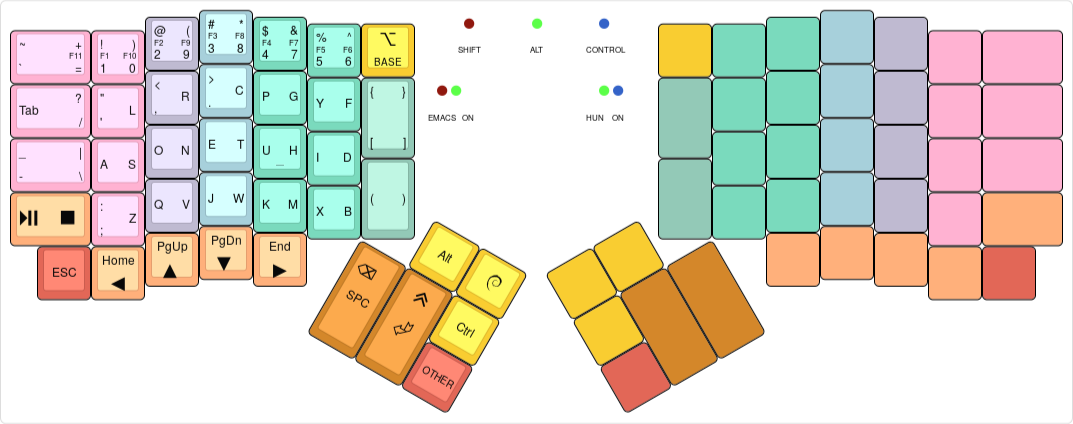 ~ +
F11
` =
! )
F1 F10
1 0
@ (
F2 F9
2 9
# *
F3 F8
3 8
$ &
F4 F7
4 7
% ^
F5 F6
5 6
BASE
SHIFT ALT CONTROL
Tab ?
/
" L
'
< R
,
> C
.
P G
Y F
{ }
[ ]
EMACS ON HUN ON
_ |
- \
A S
O N
E T
U _ H
I D
( )
: Z
;
Q V
J W
K M
X B
ESC
Home
PgUp
PgDn
End
SPC
Alt
Ctrl
OTHER